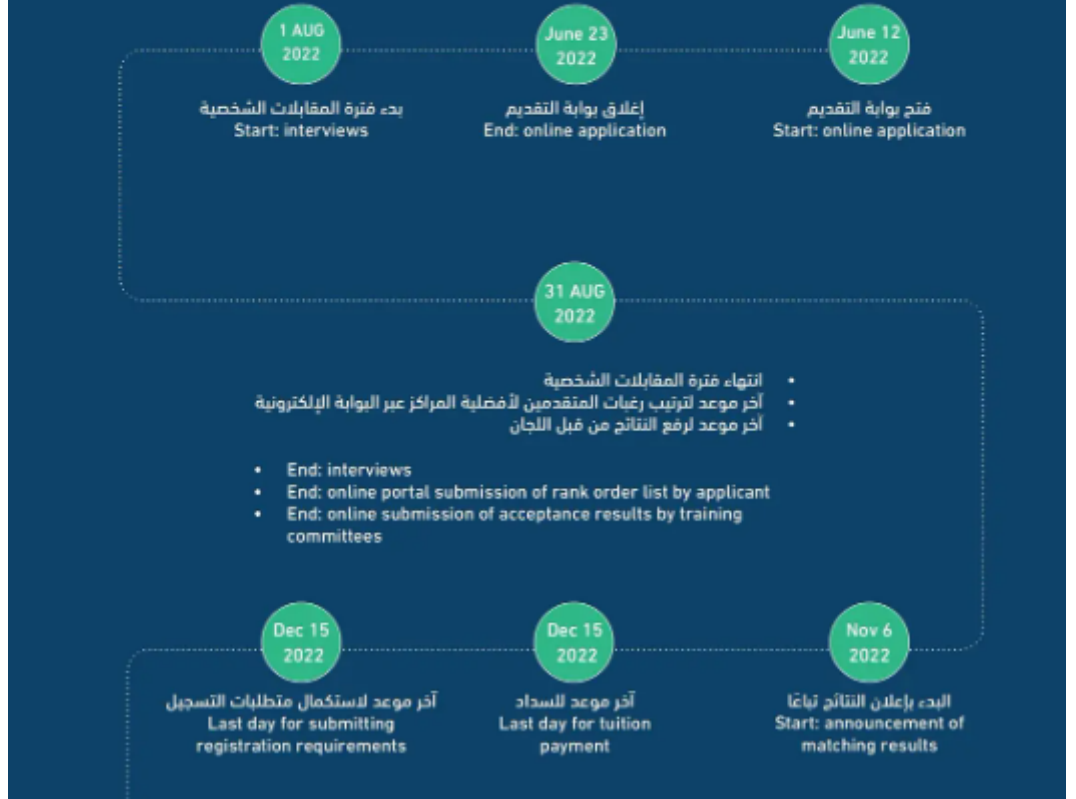 June 12
2022
فتح بوابة التقديم
Start: online application
June 23
2022
إغلاق بوابة التقديم
End: online application
1 AUG
2022
بدء فترة المقابلات الشخصية
Start: interviews
31 AUG
2022
• انتهاء فترة المقابلات الشخصية
• آخر موعد لترتيب رغبات المتقدمين لأفضلية المراكز عبر البوابة الإلكترونية
• آخر موعد لرفع النتائج من قبل اللجان
• End: interviews
• End: online portal submission of rank order list by applicant
• End: online submission of acceptance results by training
committees
Nov 6
2022
البدء بإعلان النتائج تباعًا
Start: announcement of
matching results
Dec 15
2022
آخر موعد للسداد
Last day for tuition
payment
Dec 15
2022
آخر موعد لاستكمال متطلبات التسجيل
Last day for submitting
registration requirements